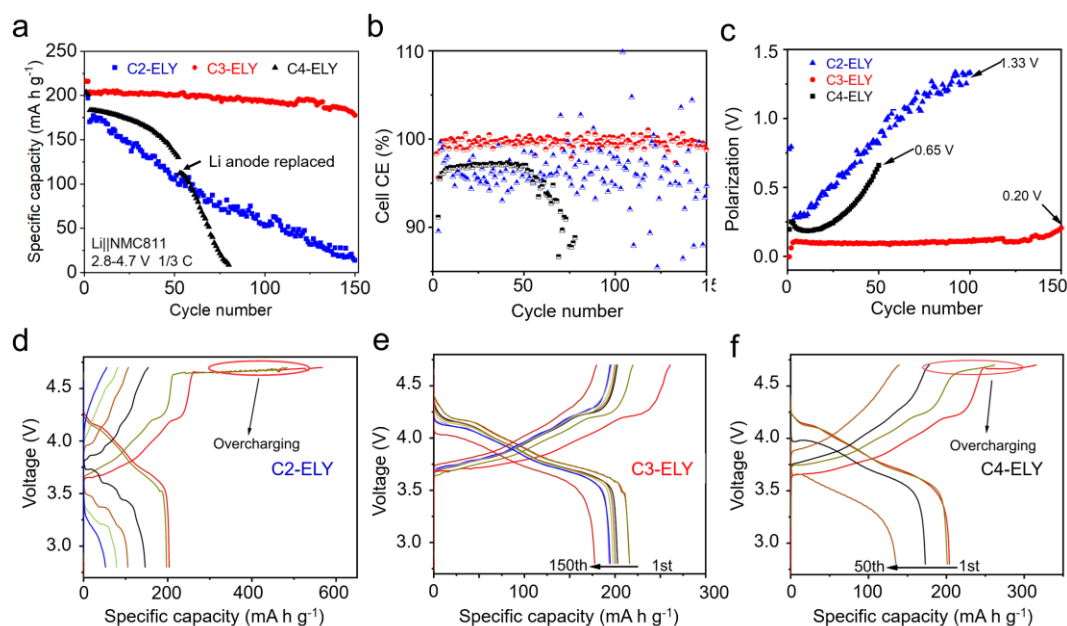 a
250
200
150
100
50
0
Specific capacity (mA h g⁻¹)
C2-ELY
C3-ELY
C4-ELY
Li anode replaced
Li||NMC811
2.8-4.7 V 1/3 C
0
50
100
150
Cycle number
b
110
100
90
Cell CE (%)
0
50
100
15
Cycle number
c
1.5
1.0
0.5
0.0
Polarization (V)
C2-ELY
C3-ELY
C4-ELY
1.33 V
0.65 V
0.20 V
0
50
100
150
Cycle number
d
4.5
4.0
3.5
3.0
Voltage (V)
Overcharging
C2-ELY
0
200
400
600
Specific capacity (mA h g⁻¹)
e
4.5
4.0
3.5
3.0
Voltage (V)
C3-ELY
150th
1st
0
100
200
300
Specific capacity (mA h g⁻¹)
f
4.5
4.0
3.5
3.0
Voltage (V)
Overcharging
C4-ELY
50th
1st
0
100
200
300
Specific capacity (mA h g⁻¹)